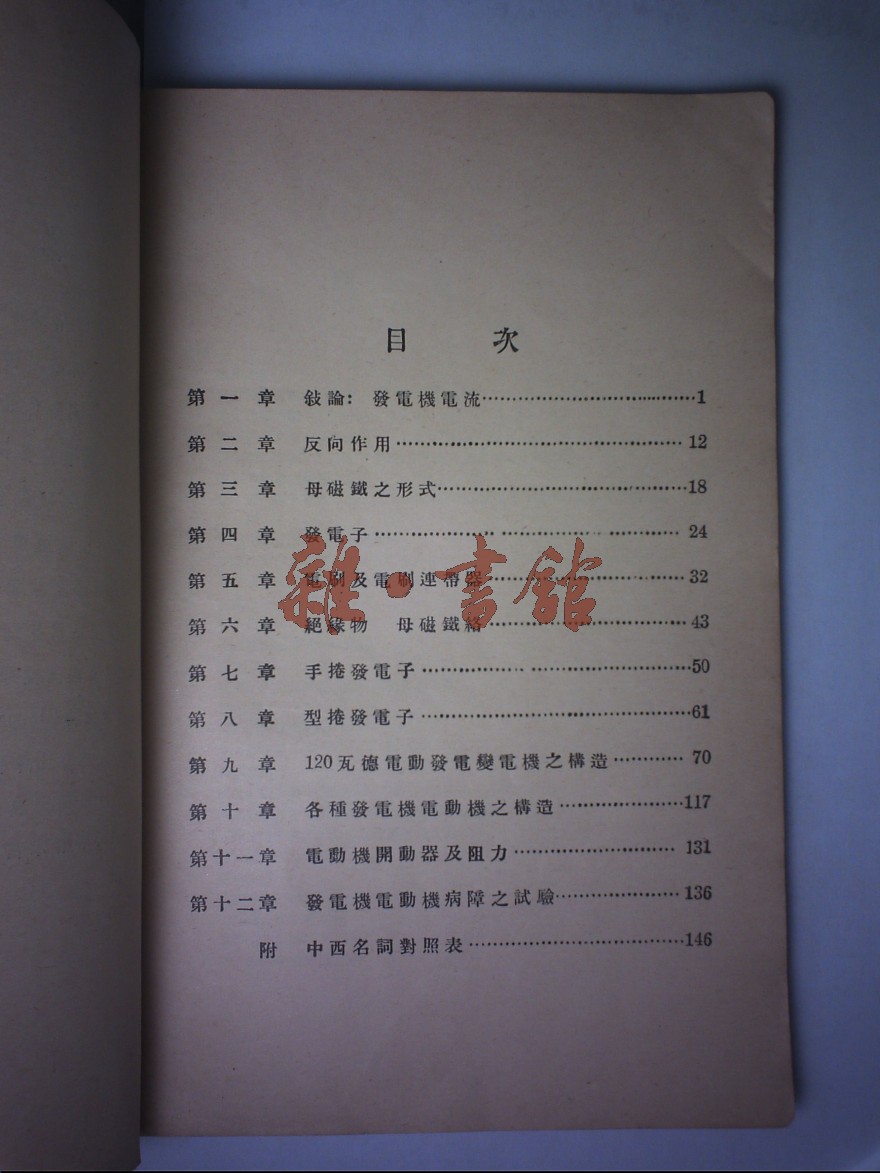 目次
第一章 敍論：發電機電流……1
第二章 反向作用……12
第三章 母磁鐵之形式……18
第四章 發電子……24
第五章 電刷及電刷連帶器……32
第六章 絕緣物 母磁鐵絡……43
第七章 手捲發電子……50
第八章 型捲發電子……61
第九章 120瓦德電動發電變電機之構造……70
第十章 各種發電機電動機之構造……117
第十一章 電動機開動器及阻力……131
第十二章 發電機電動機病障之試驗……136
附 中西名詞對照表……146
雜·書館